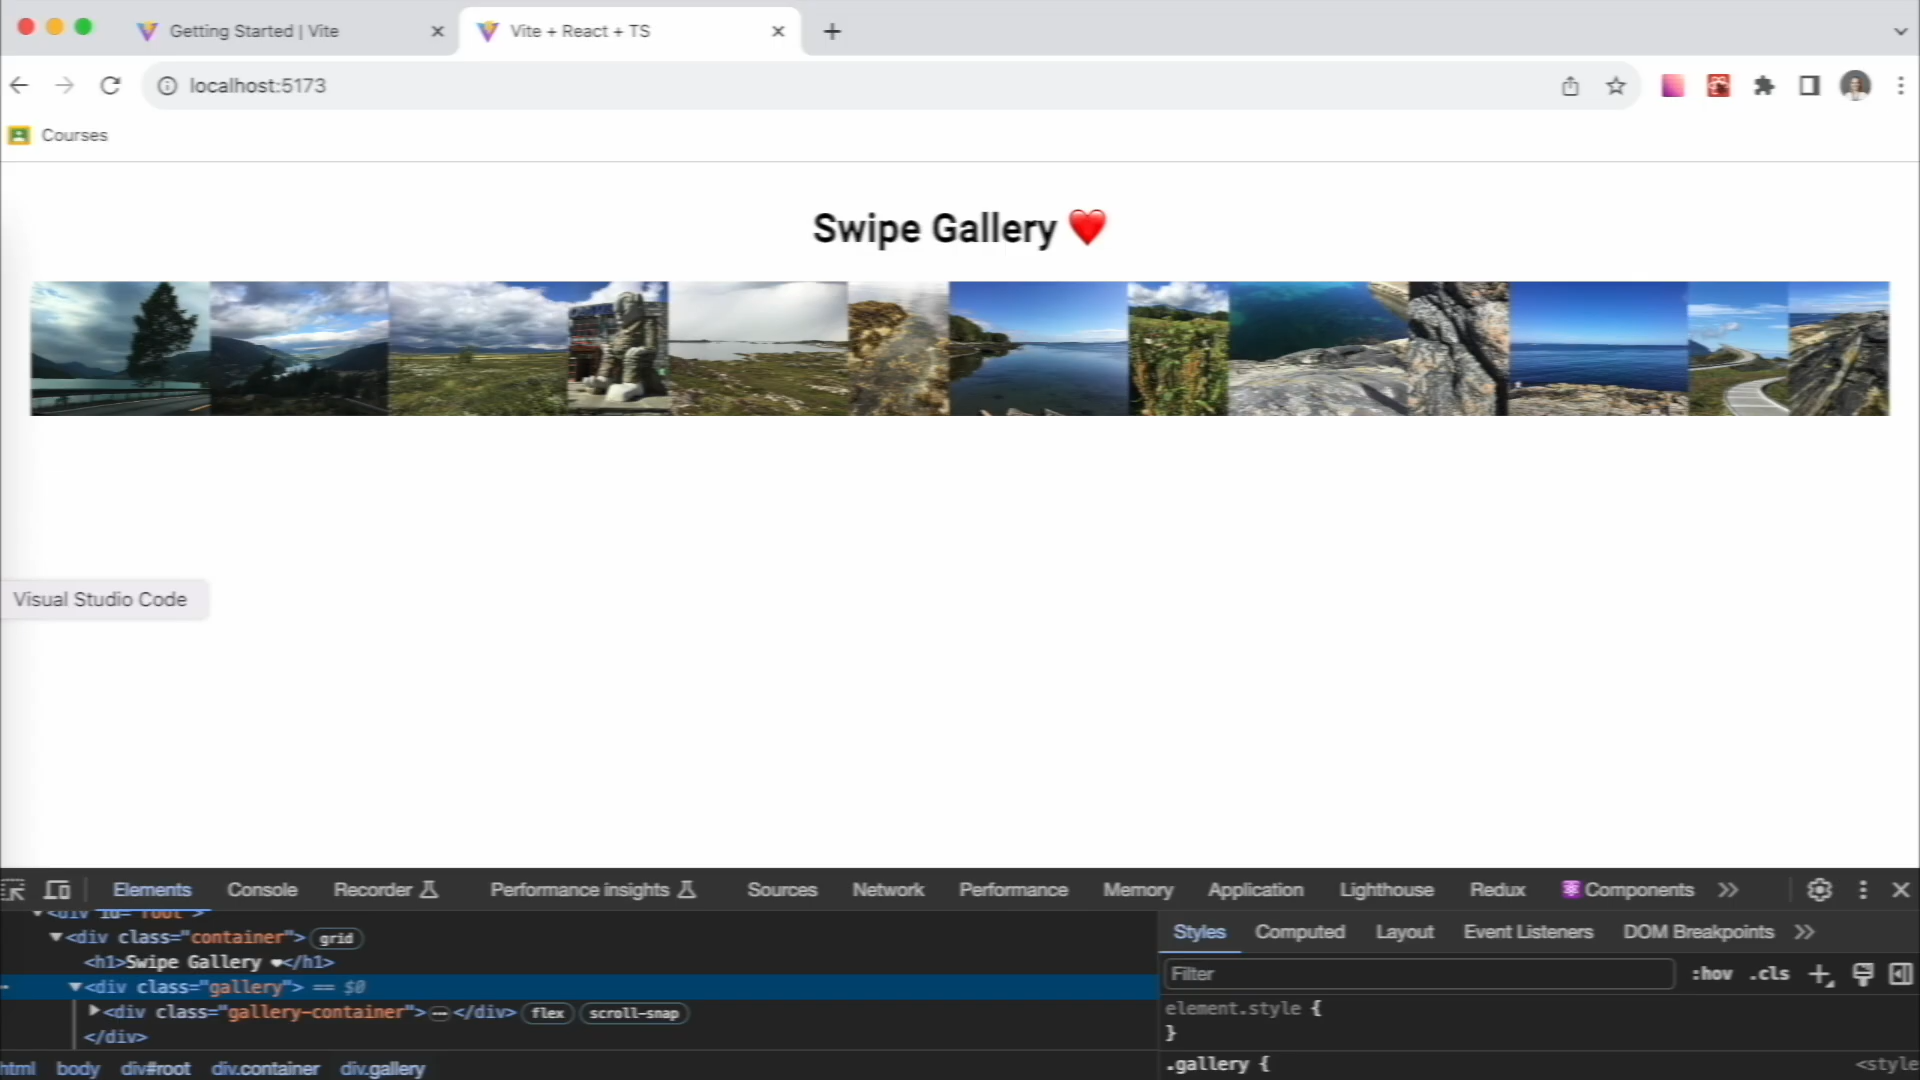 Getting Started | Vite
Vite + React + TS
localhost:5173
Courses
Swipe Gallery ❤️
Visual Studio Code
Elements Console Recorder Performance insights Sources Network Performance Memory Application Lighthouse Redux Components
<div id="root">
<div class="container"> grid
<h1>Swipe Gallery ❤</h1>
<div class="gallery"> == $0
<div class="gallery-container">…</div> flex scroll-snap
</div>
html body div#root div.container div.gallery
Styles Computed Layout Event Listeners DOM Breakpoints
Filter :hov .cls
element.style {
}
.gallery { <style